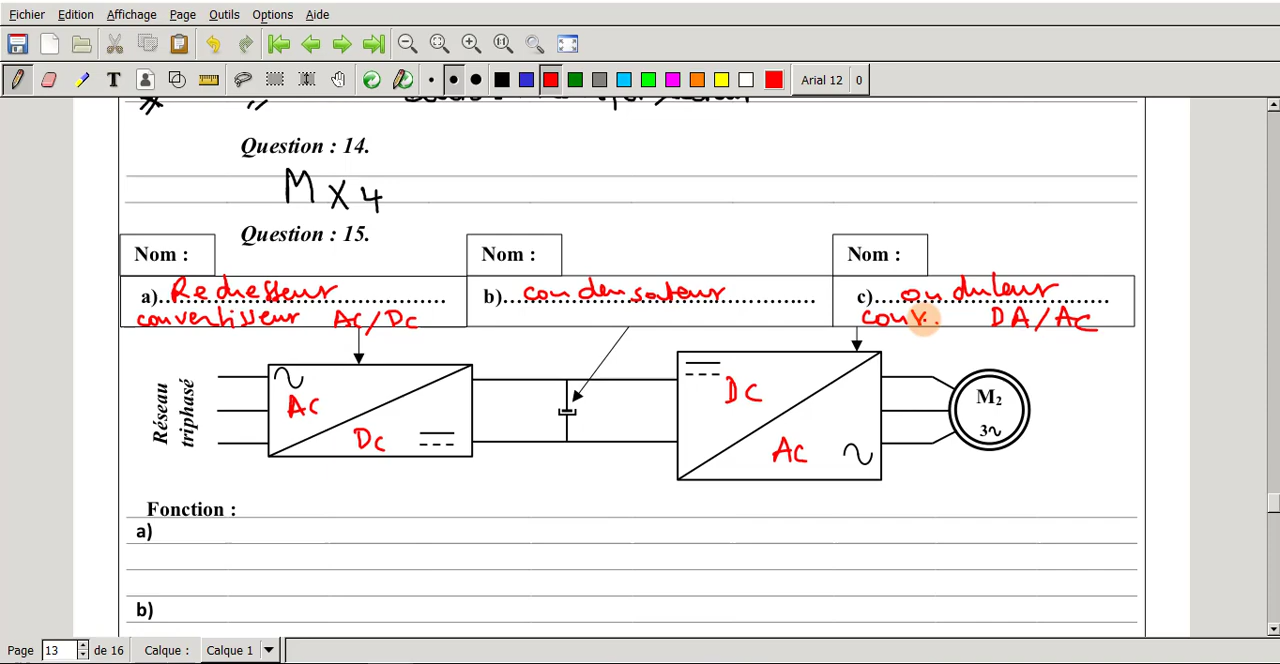 Fichier Edition Affichage Page Outils Options Aide
Arial 12 0
Question : 14.
M X 4
Question : 15.
Nom : Nom : Nom :
a)...Redresseur b)...condensateur c)....onduleur
convertisseur AC/DC conv. DA/AC
Réseau triphasé
AC
DC
DC
AC
M2
3~
Fonction :
a)
b)
Page 13 de 16 Calque : Calque 1